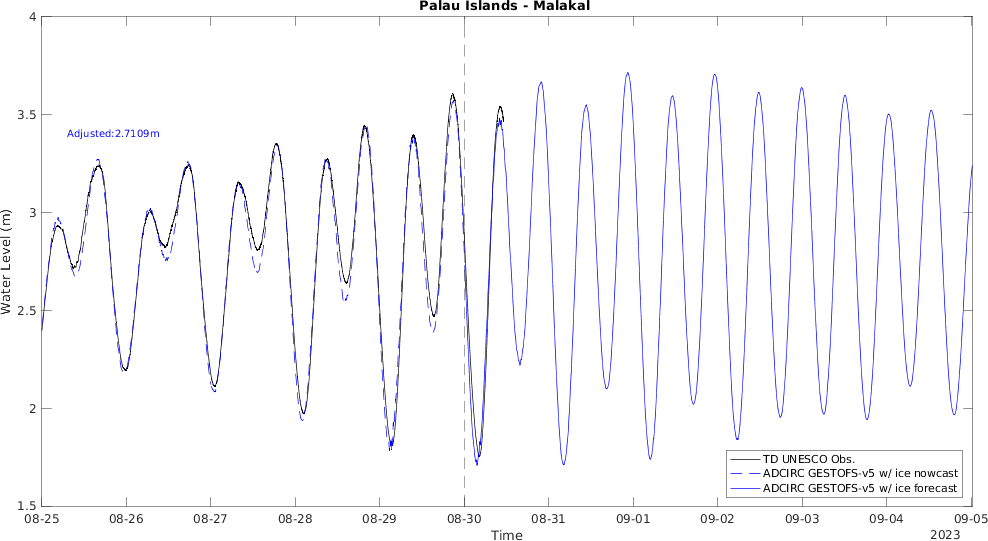 Palau Islands - Malakal
Water Level (m)
4
3.5
3
2.5
2
1.5
Adjusted:2.7109m
TD UNESCO Obs.
ADCIRC GESTOFS-v5 w/ ice nowcast
ADCIRC GESTOFS-v5 w/ ice forecast
08-25 08-26 08-27 08-28 08-29 08-30 08-31 09-01 09-02 09-03 09-04 09-05
Time
2023